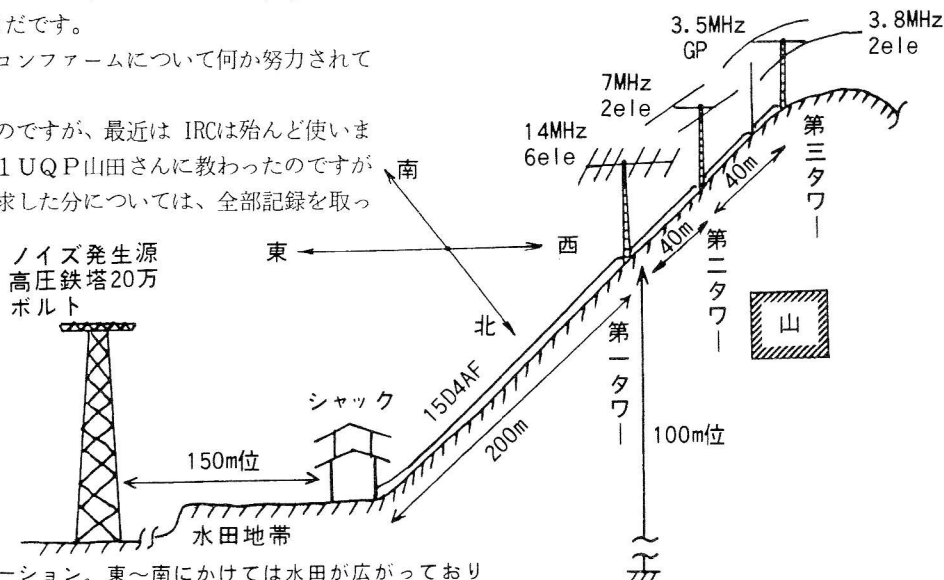 だです。
コンファームについて何か努力されて
のですが、最近は IRCは殆んど使いま
1UQP山田さんに教わったのですが
求した分については、全部記録を取っ
3.5MHz
GP
3.8MHz
2ele
7MHz
2ele
14MHz
6ele
南
東
西
北
ノイズ発生源
高圧鉄塔20万
ボルト
シャック
150m位
水田地帯
15D4AF
200m
40m
40m
第一タワー
第二タワー
第三タワー
山
100m位
ーション。東～南にかけては水田が広がっており